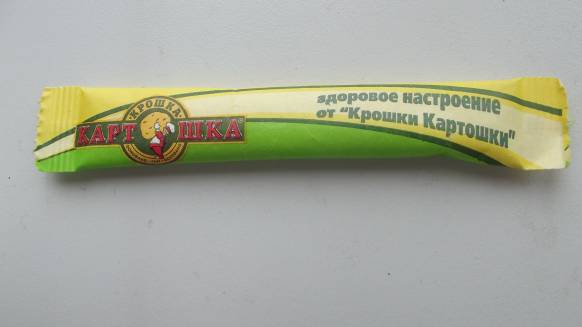 КРОШКА
КАРТОШКА
здоровое настроение
от "Крошки Картошки"